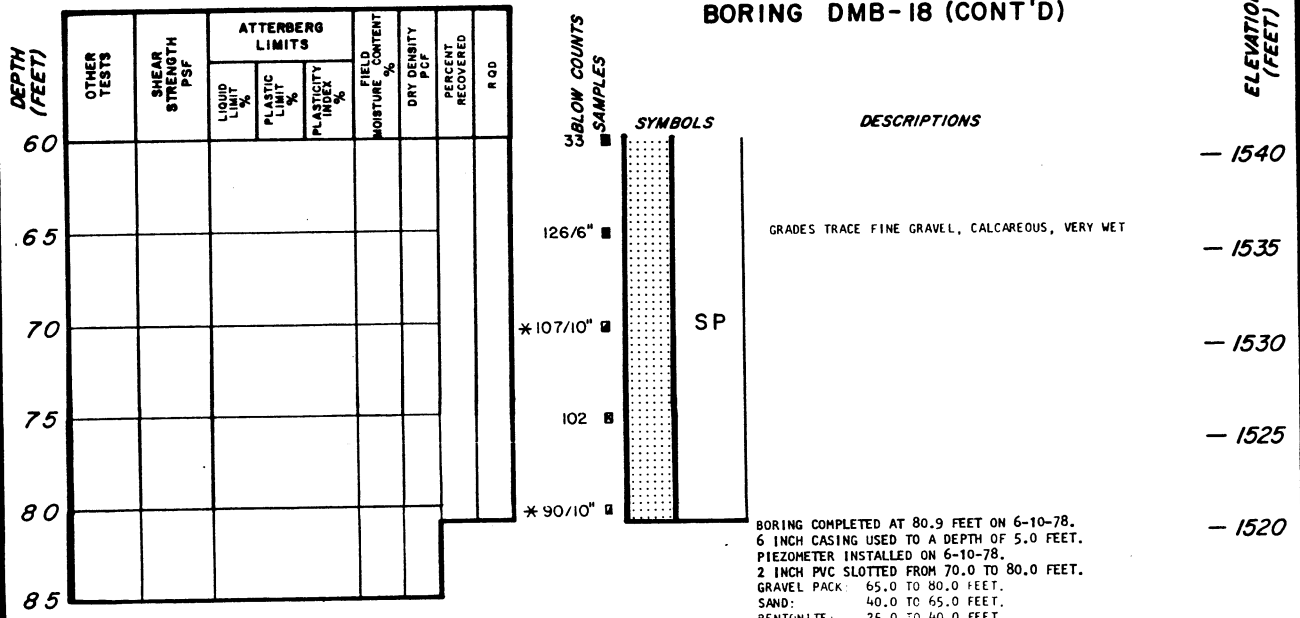 BORING DMB-18 (CONT'D)
DEPTH (FEET)
OTHER TESTS
SHEAR STRENGTH PSF
ATTERBERG LIMITS
LIQUID LIMIT %
PLASTIC LIMIT %
PLASTICITY INDEX %
FIELD MOISTURE CONTENT %
DRY DENSITY PCF
PERCENT RECOVERED
RQD
BLOW COUNTS
SAMPLES
SYMBOLS
DESCRIPTIONS
ELEVATION (FEET)
60
33
— 1540
65
126/6"
GRADES TRACE FINE GRAVEL, CALCAREOUS, VERY WET
— 1535
70
*107/10"
SP
— 1530
75
102
— 1525
80
*90/10"
— 1520
BORING COMPLETED AT 80.9 FEET ON 6-10-78.
6 INCH CASING USED TO A DEPTH OF 5.0 FEET.
PIEZOMETER INSTALLED ON 6-10-78.
2 INCH PVC SLOTTED FROM 70.0 TO 80.0 FEET.
GRAVEL PACK: 65.0 TO 80.0 FEET.
SAND: 40.0 TO 65.0 FEET.
85